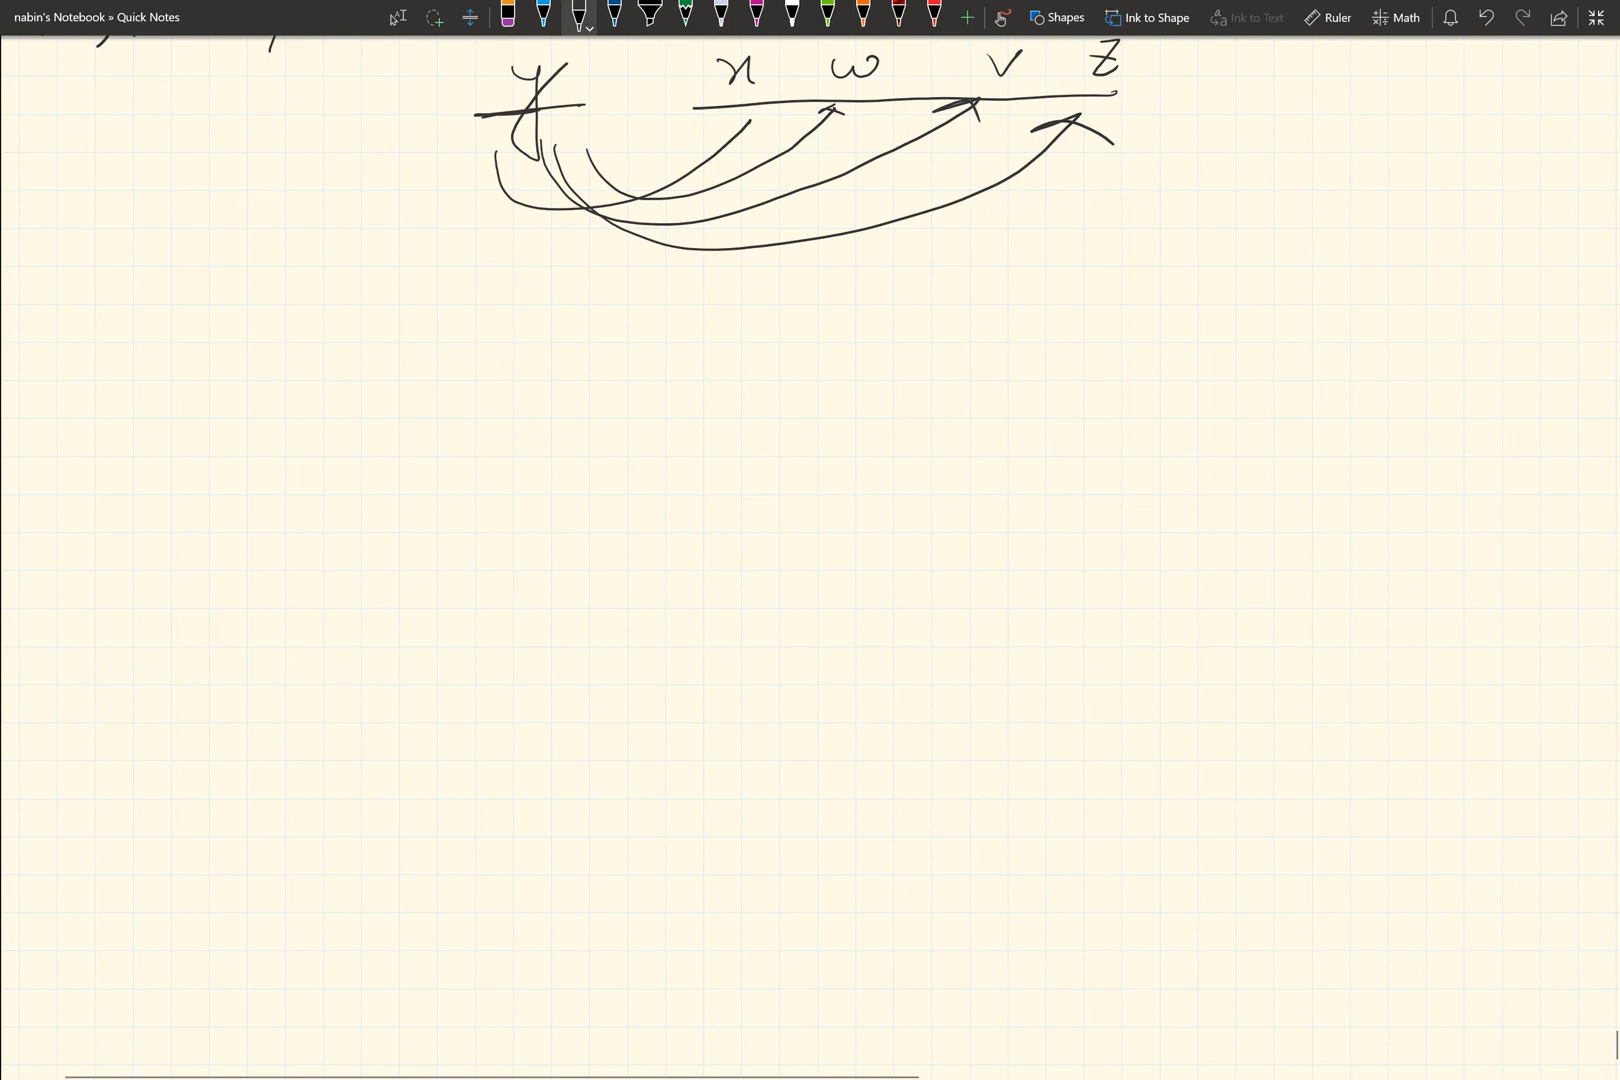 nabin's Notebook » Quick Notes Shapes Ink to Shape Ink to Text Ruler Math
y x w v z